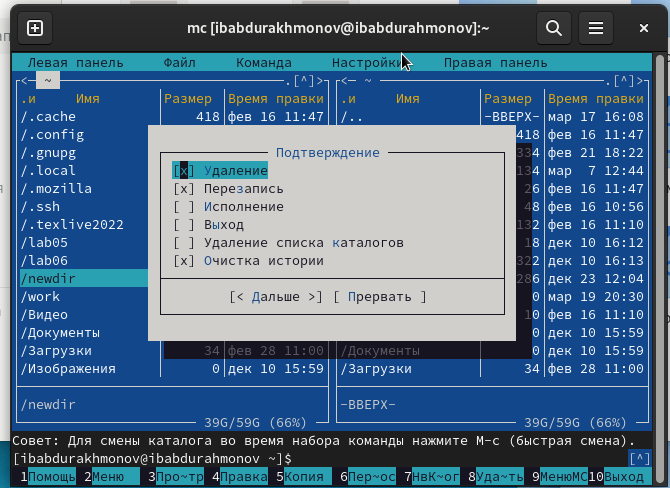 mc [ibabdurakhmonov@ibabdurahmonov]:~
Левая панель Файл Команда Настройки Правая панель
<— ~ .[^]> <— ~ .[^]>
.и Имя Размер Время правки .и Имя Размер Время правки
/.cache 418 фев 16 11:47 /.. -ВВЕРХ- мар 17 16:08
/.config 418 фев 16 11:47
/.gnupg 334 фев 21 18:22
/.local 134 мар 7 12:44
/.mozilla 26 фев 16 11:47
/.ssh 48 фев 16 10:56
/.texlive2022 132 фев 16 11:10
/lab05 18 дек 10 16:12
/lab06 322 дек 10 16:13
/newdir 286 дек 23 12:04
/work 0 мар 19 20:30
/Видео 10 фев 16 11:10
/Документы 0 дек 10 15:59
/Загрузки 34 фев 28 11:00 /Документы 0 дек 10 15:59
/Изображения 0 дек 10 15:59 /Загрузки 34 фев 28 11:00
Подтверждение
[x] Удаление
[x] Перезапись
[ ] Исполнение
[ ] Выход
[ ] Удаление списка каталогов
[x] Очистка истории
[< Дальше >] [ Прервать ]
/newdir -ВВЕРХ-
39G/59G (66%) 39G/59G (66%)
Совет: Для смены каталога во время набора команды нажмите M-c (быстрая смена).
[ibabdurakhmonov@ibabdurahmonov ~]$ [^]
1Помощь 2Меню 3Про~тр 4Правка 5Копия 6Пер~ос 7НвК~ог 8Уда~ть 9МенюМС 10Выход